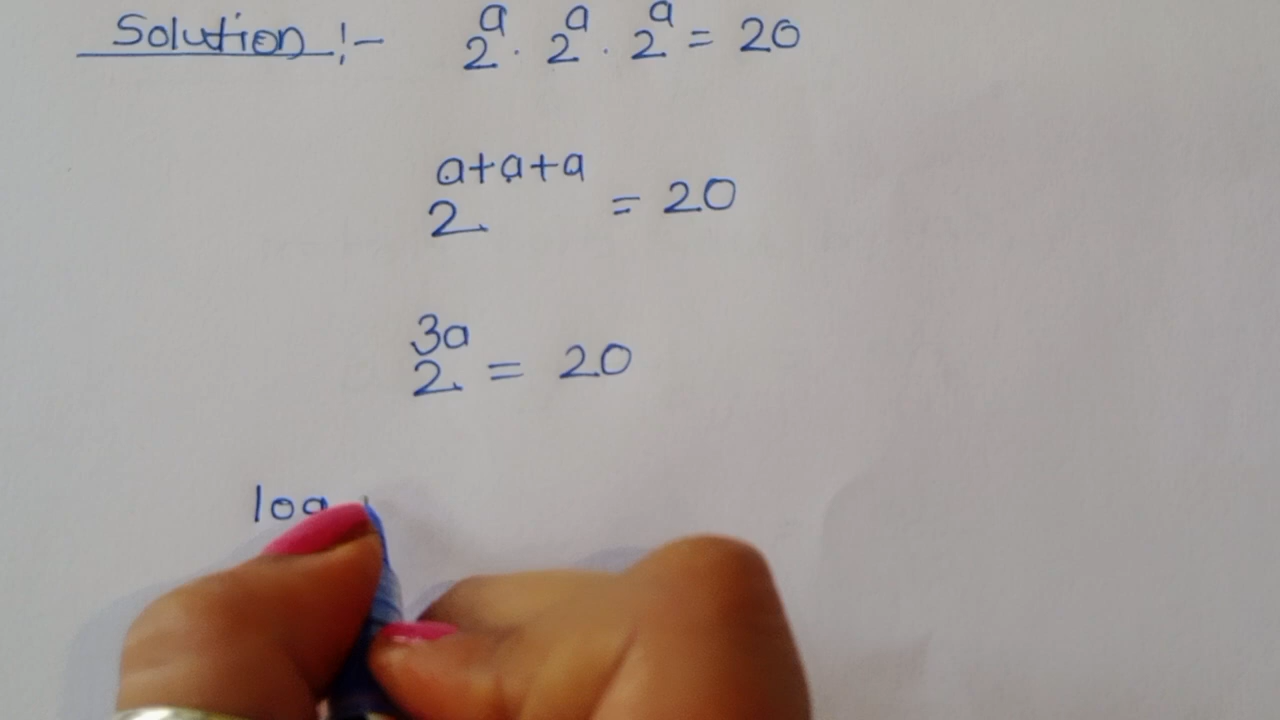 Solution :- 2^a . 2^a . 2^a = 20
2^a+a+a = 20
2^3a = 20
log